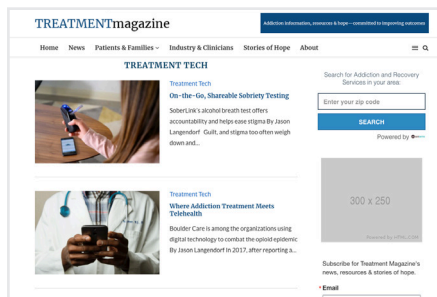 TREATMENTmagazine
Addiction information, resources & hope – committed to improving outcomes
Home News Patients & Families Industry & Clinicians Stories of Hope About
TREATMENT TECH
Treatment Tech
On-the-Go, Shareable Sobriety Testing
SoberLink's alcohol breath test offers
accountability and helps ease stigma By Jason
Langendorf Guilt, and stigma too often weigh
down and...
Treatment Tech
Where Addiction Treatment Meets
Telehealth
Boulder Care is among the organizations using
digital technology to combat the opioid epidemic
By Jason Langendorf In 2017, after reporting a...
Search for Addiction and Recovery
Services in your area:
Enter your zip code
SEARCH
Powered by
300 x 250
Powered by HTML.COM
Subscribe for Treatment Magazine's
news, resources & stories of hope.
* Email